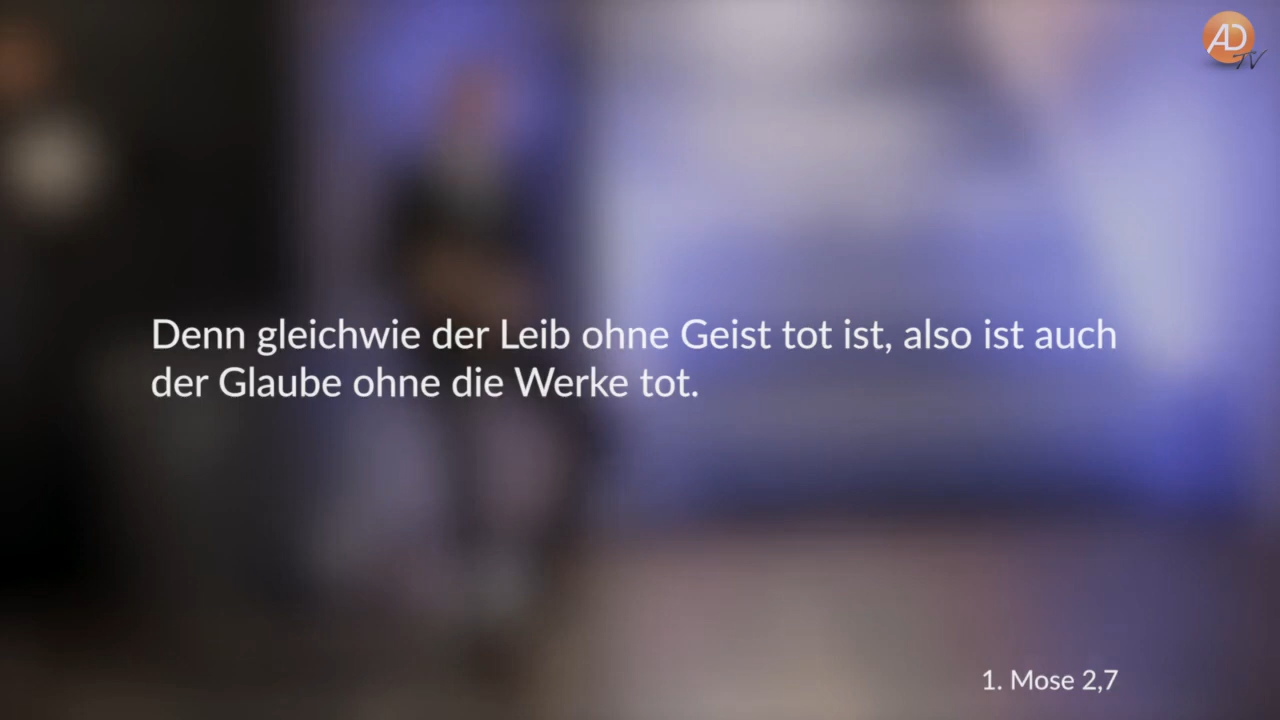 AD
TV
Denn gleichwie der Leib ohne Geist tot ist, also ist auch
der Glaube ohne die Werke tot.
1. Mose 2,7